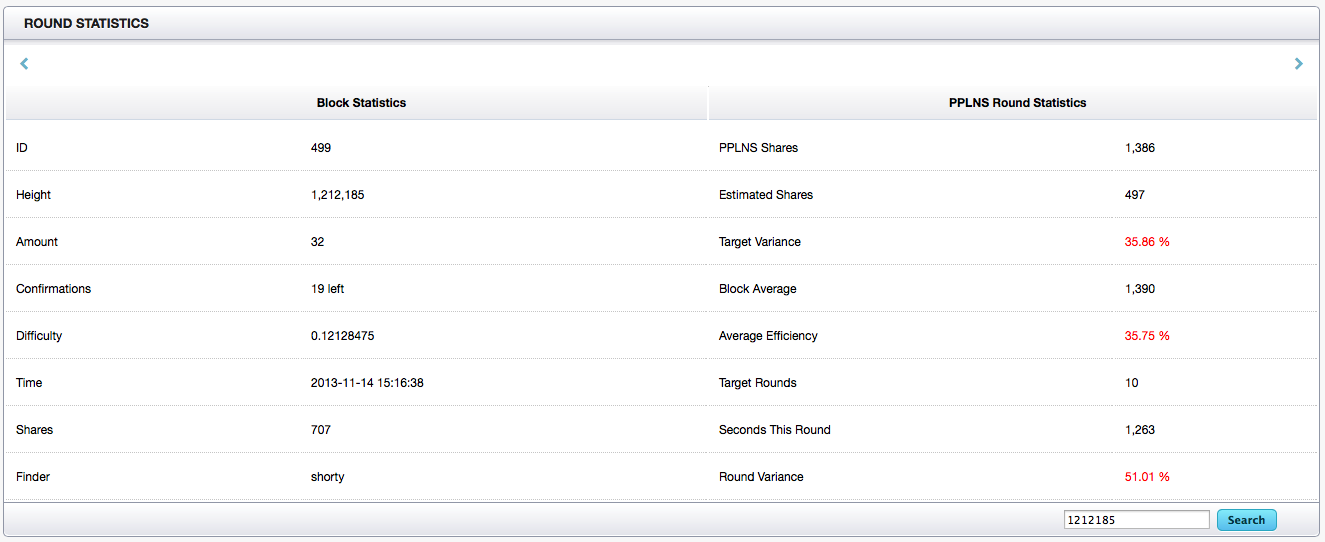 ROUND STATISTICS
Block Statistics PPLNS Round Statistics
ID 499 PPLNS Shares 1,386
Height 1,212,185 Estimated Shares 497
Amount 32 Target Variance 35.86 %
Confirmations 19 left Block Average 1,390
Difficulty 0.12128475 Average Efficiency 35.75 %
Time 2013-11-14 15:16:38 Target Rounds 10
Shares 707 Seconds This Round 1,263
Finder shorty Round Variance 51.01 %
1212185 Search